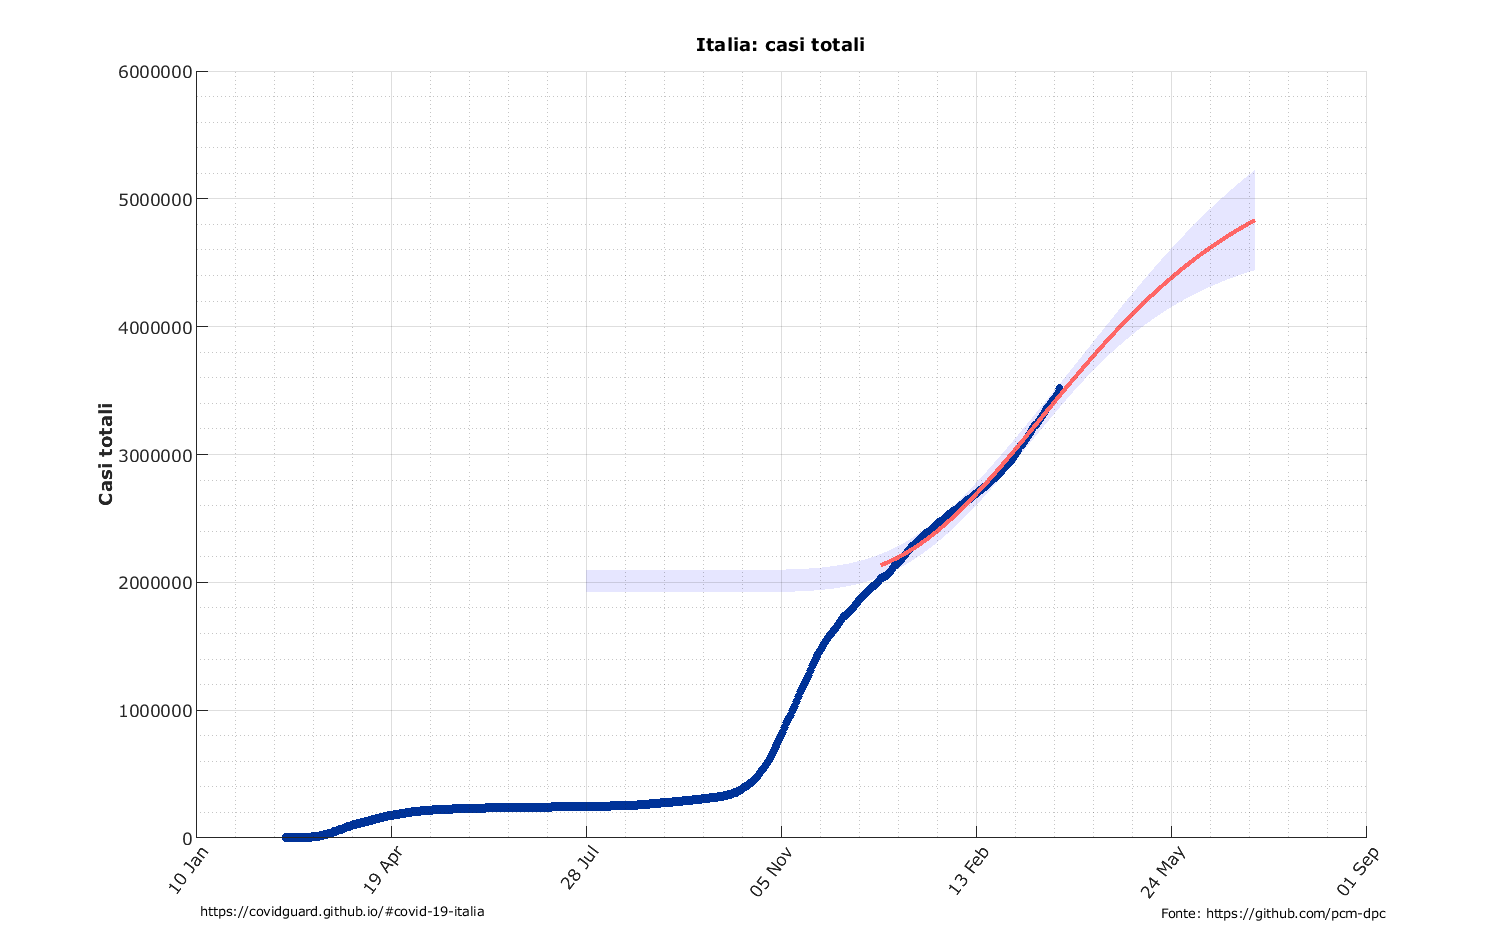 Italia: casi totali
6000000
5000000
4000000
3000000
2000000
1000000
0
Casi totali
10 Jan
19 Apr
28 Jul
05 Nov
13 Feb
24 May
01 Sep
https://covidguard.github.io/#covid-19-italia
Fonte: https://github.com/pcm-dpc